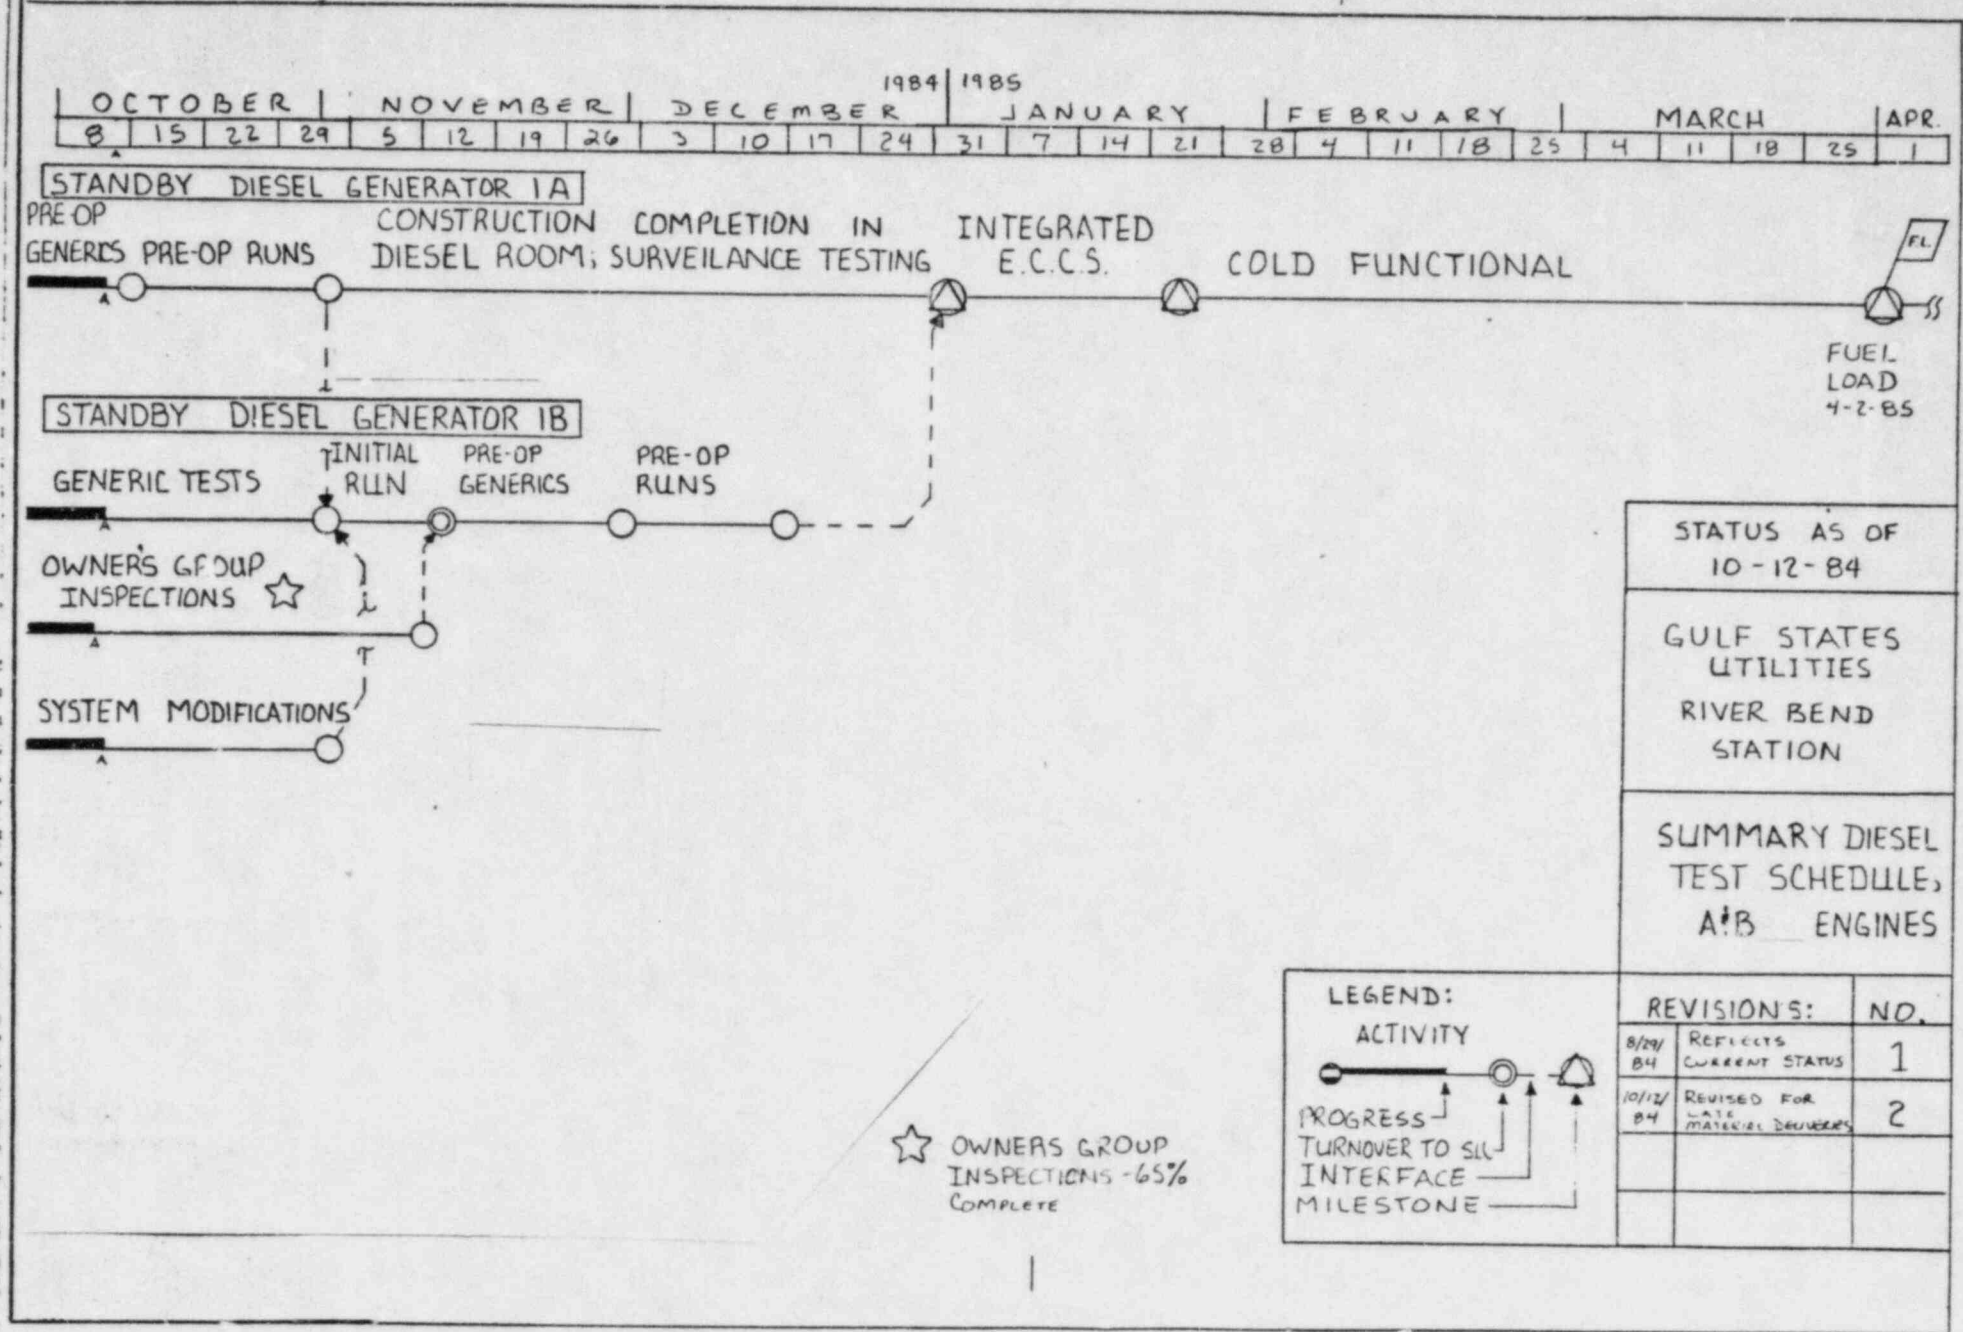 1984 1985
OCTOBER NOVEMBER DECEMBER JANUARY FEBRUARY MARCH APR.
8 15 22 29 5 12 19 26 3 10 17 24 31 7 14 21 28 4 11 18 25 4 11 18 25 1
STANDBY DIESEL GENERATOR 1A
PRE OP
GENERICS PRE-OP RUNS
CONSTRUCTION COMPLETION IN
DIESEL ROOM; SURVEILANCE TESTING
INTEGRATED
E.C.C.S.
COLD FUNCTIONAL
F.L.
FUEL
LOAD
4-2-85
STANDBY DIESEL GENERATOR 1B
GENERIC TESTS
INITIAL
RUN
PRE-OP
GENERICS
PRE-OP
RUNS
OWNER'S GROUP
INSPECTIONS
SYSTEM MODIFICATIONS
STATUS AS OF
10-12-84
GULF STATES
UTILITIES
RIVER BEND
STATION
SUMMARY DIESEL
TEST SCHEDULE,
A&B ENGINES
LEGEND:
ACTIVITY
PROGRESS
TURNOVER TO
INTERFACE
MILESTONE
REVISIONS: NO.
8/29/84 REFLECTS
CURRENT STATUS 1
10/12/84 REVISED FOR
LATE
MATERIAL DELIVERIES 2
OWNERS GROUP
INSPECTIONS -65%
COMPLETE